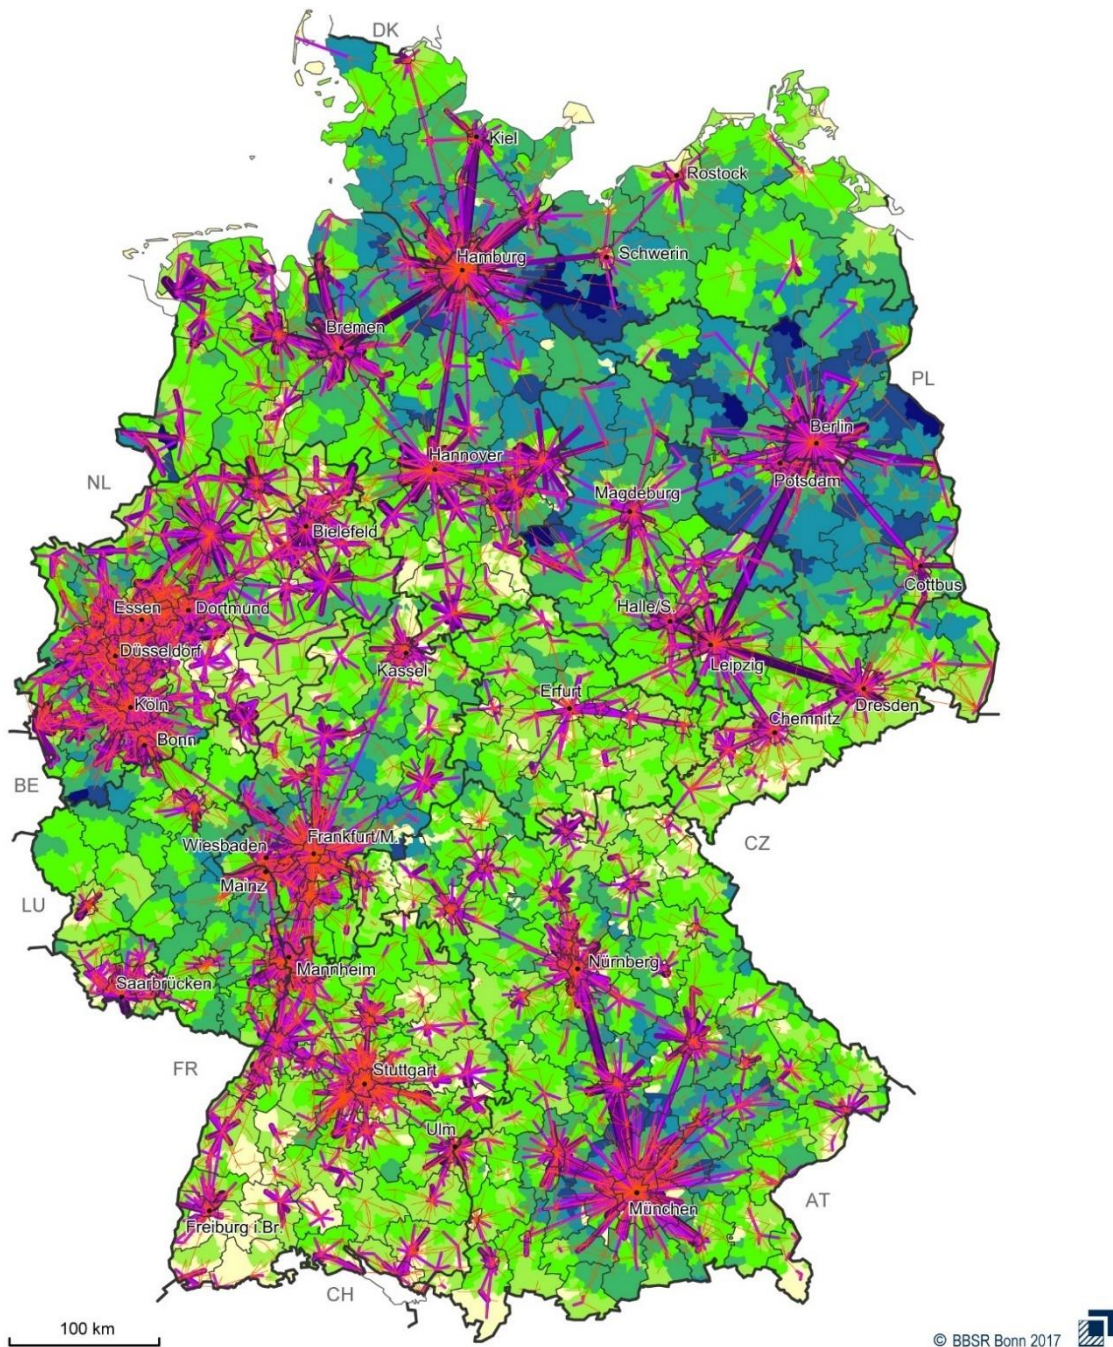 DK
Kiel
Rostock
Hamburg
Schwerin
Bremen
PL
Berlin
Hannover
Potsdam
NL
Magdeburg
Bielefeld
Cottbus
Essen
Dortmund
Halle/S.
Düsseldorf
Leipzig
Kassel
Erfurt
Dresden
Köln
Chemnitz
Bonn
BE
Wiesbaden
Frankfurt/M.
CZ
Mainz
LU
Nürnberg
Mannheim
Saarbrücken
FR
Stuttgart
Ulm
AT
München
Freiburg i.Br.
CH
100 km
© BBSR Bonn 2017